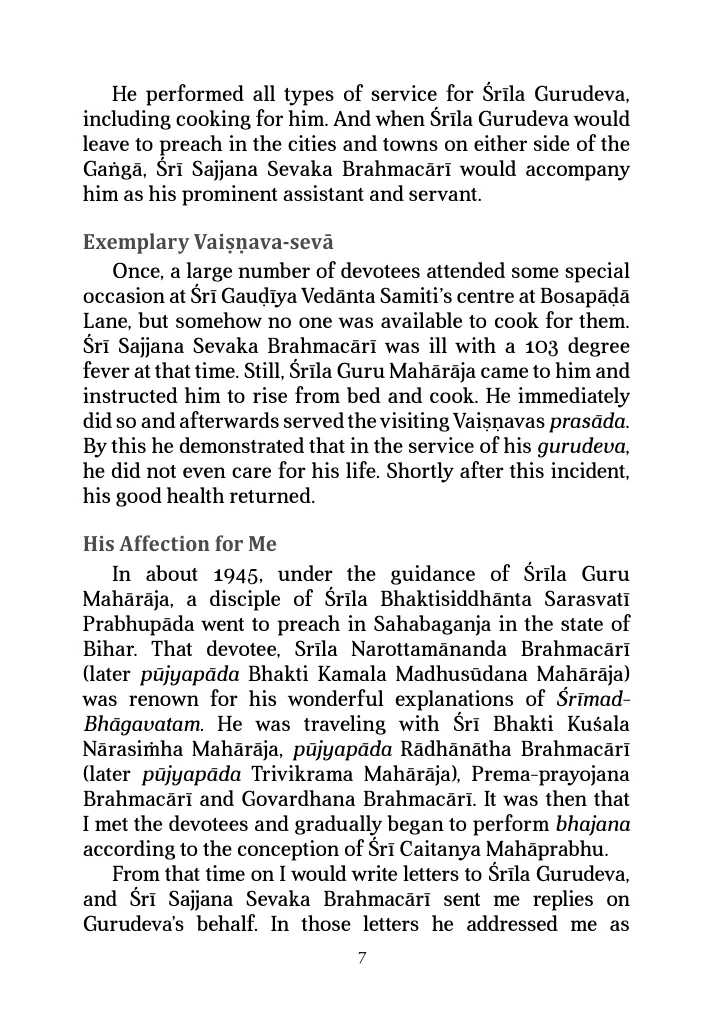 He performed all types of service for Śrīla Gurudeva,
including cooking for him. And when Śrīla Gurudeva would
leave to preach in the cities and towns on either side of the
Gaṅgā, Śrī Sajjana Sevaka Brahmacārī would accompany
him as his prominent assistant and servant.
Exemplary Vaiṣṇava-sevā
Once, a large number of devotees attended some special
occasion at Śrī Gauḍīya Vedānta Samiti’s centre at Bosapāḍā
Lane, but somehow no one was available to cook for them.
Śrī Sajjana Sevaka Brahmacārī was ill with a 103 degree
fever at that time. Still, Śrīla Guru Mahārāja came to him and
instructed him to rise from bed and cook. He immediately
did so and afterwards served the visiting Vaiṣṇavas prasāda.
By this he demonstrated that in the service of his gurudeva,
he did not even care for his life. Shortly after this incident,
his good health returned.
His Affection for Me
In about 1945, under the guidance of Śrīla Guru
Mahārāja, a disciple of Śrīla Bhaktisiddhānta Sarasvatī
Prabhupāda went to preach in Sahabaganja in the state of
Bihar. That devotee, Srīla Narottamānanda Brahmacārī
(later pūjyapāda Bhakti Kamala Madhusūdana Mahārāja)
was renown for his wonderful explanations of Śrīmad-
Bhāgavatam. He was traveling with Śrī Bhakti Kuśala
Nārasiṁha Mahārāja, pūjyapāda Rādhānātha Brahmacārī
(later pūjyapāda Trivikrama Mahārāja), Prema-prayojana
Brahmacārī and Govardhana Brahmacārī. It was then that
I met the devotees and gradually began to perform bhajana
according to the conception of Śrī Caitanya Mahāprabhu.
From that time on I would write letters to Śrīla Gurudeva,
and Śrī Sajjana Sevaka Brahmacārī sent me replies on
Gurudeva’s behalf. In those letters he addressed me as
7